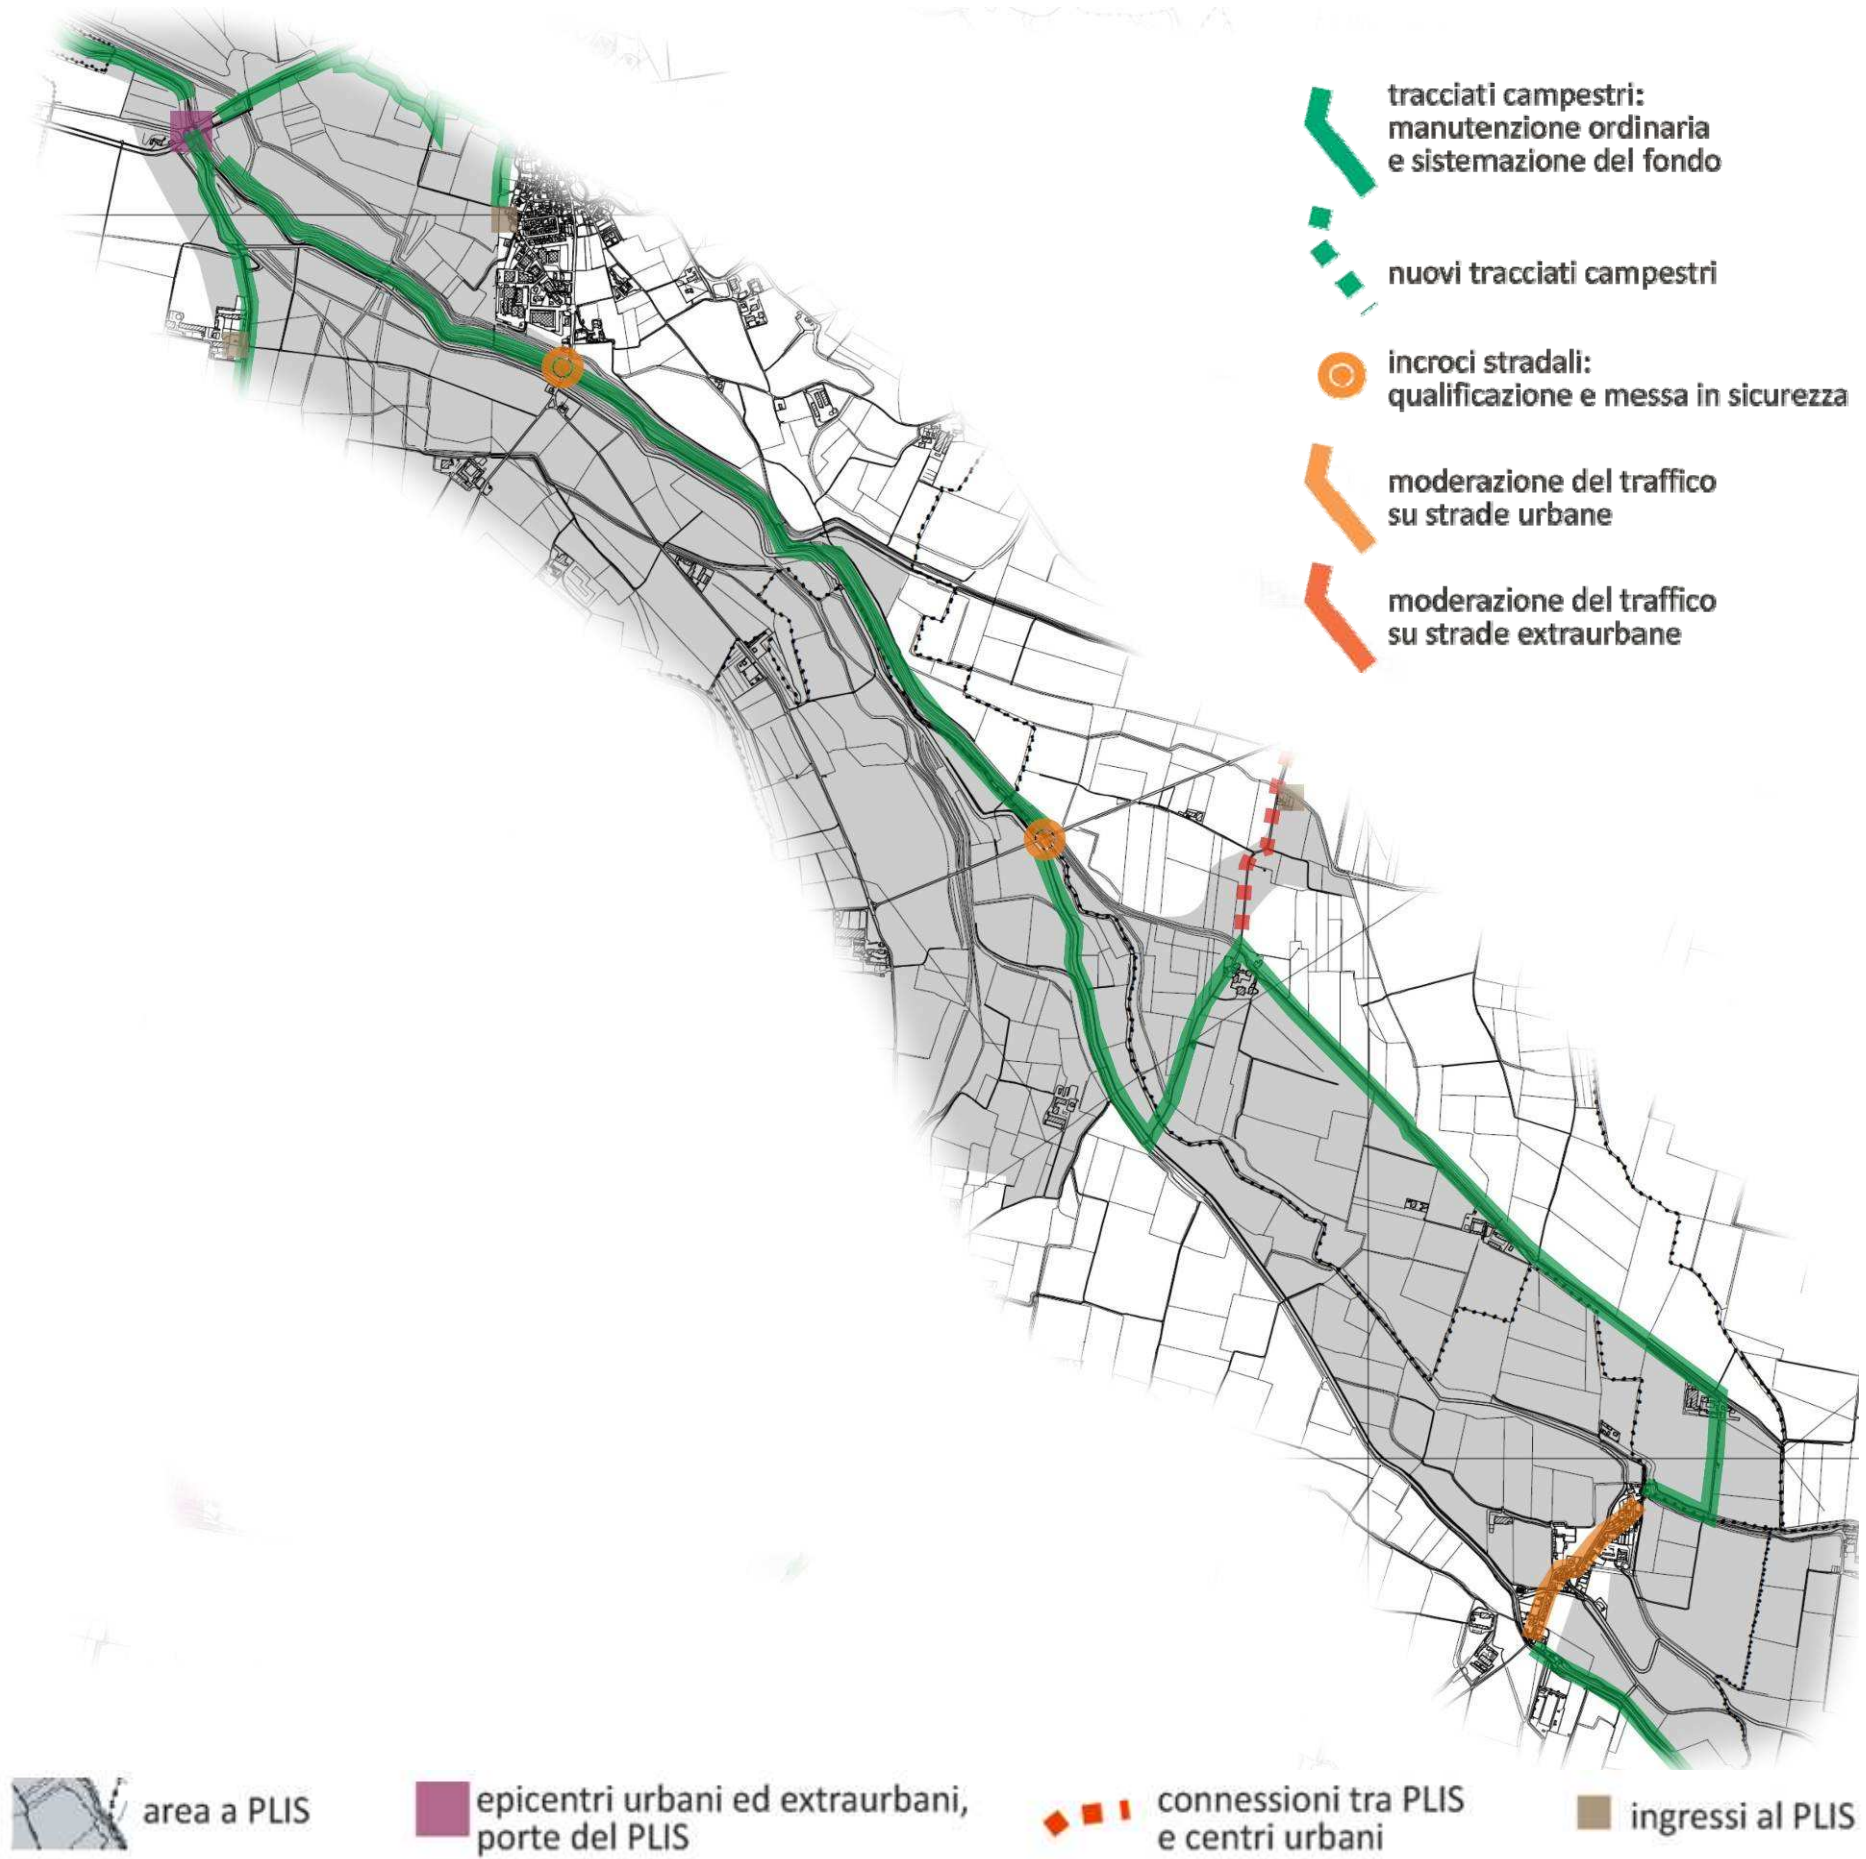 tracciati campestri:
manutenzione ordinaria
e sistemazione del fondo
nuovi tracciati campestri
incroci stradali:
qualificazione e messa in sicurezza
moderazione del traffico
su strade urbane
moderazione del traffico
su strade extraurbane
area a PLIS
epicentri urbani ed extraurbani,
porte del PLIS
connessioni tra PLIS
e centri urbani
ingressi al PLIS